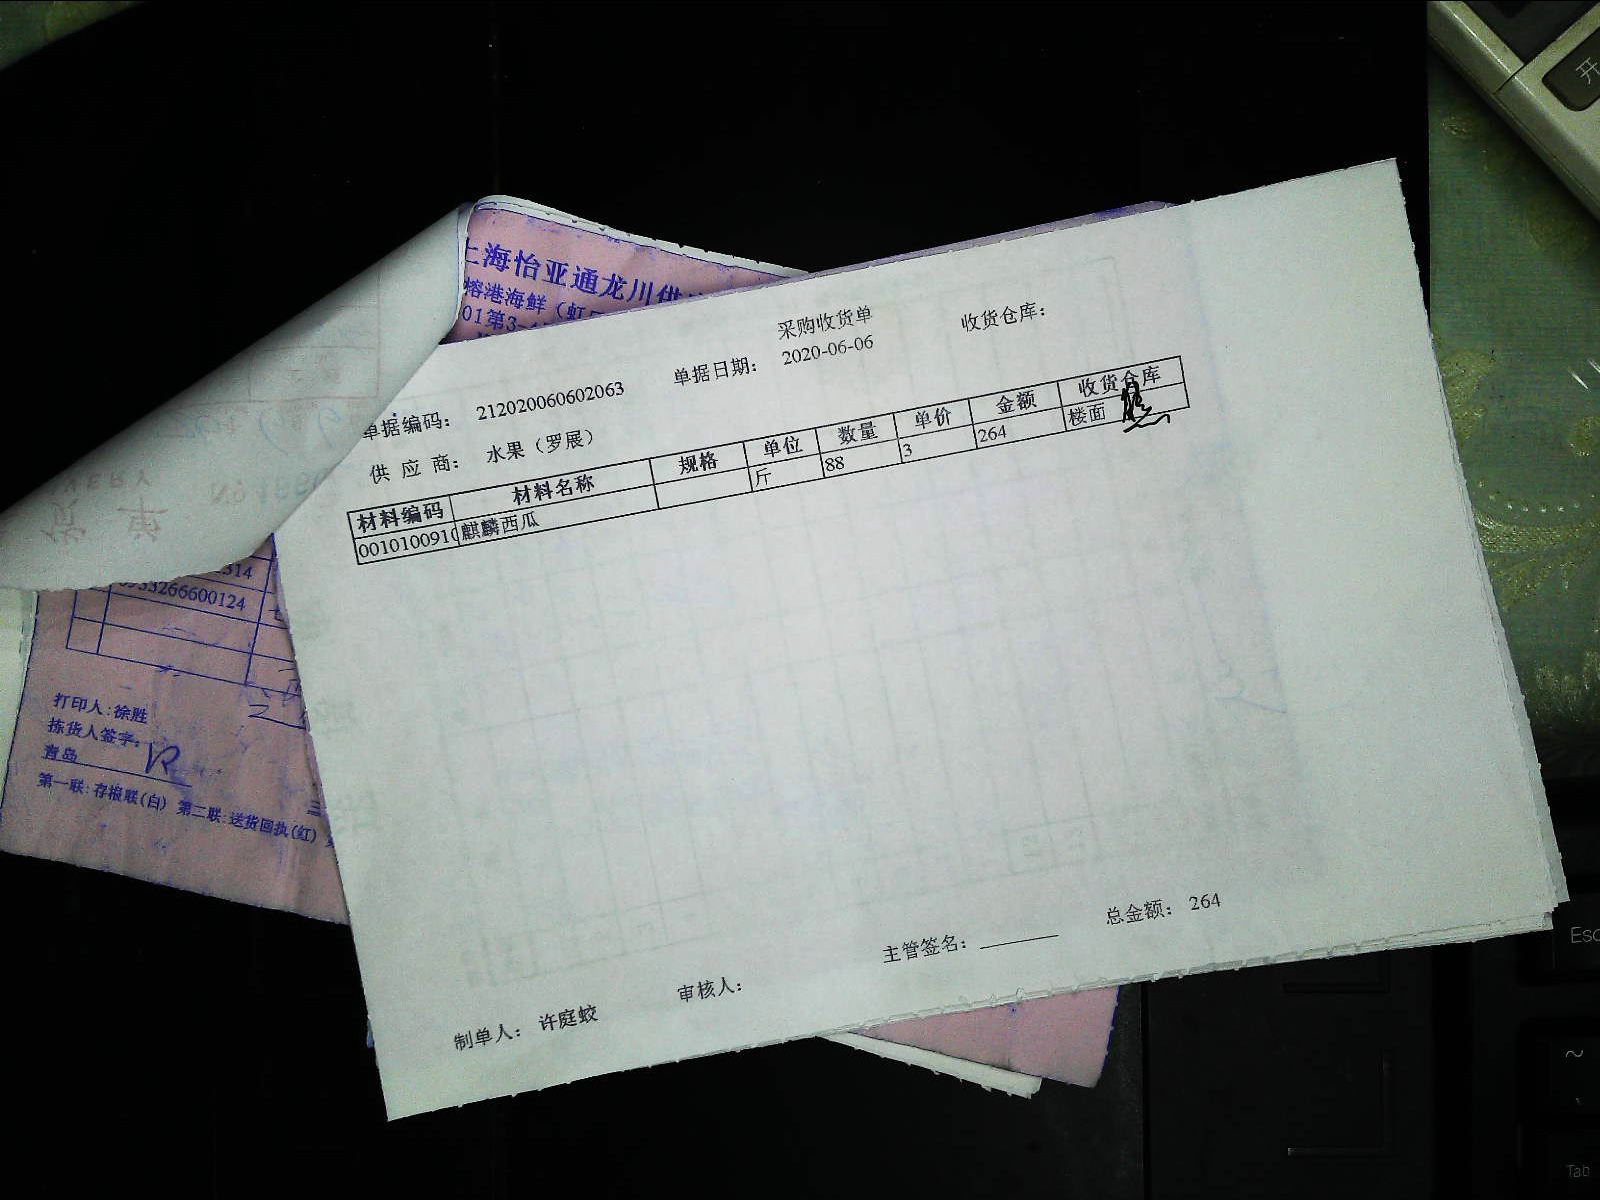 上海怡亚通龙川供
熔港海鲜（虹
01第3-
采购收货单
收货仓库：
单据日期： 2020-06-06
单据编码： 212020060602063
供 应 商： 水果（罗展）
材料编码 材料名称 规格 单位 数量 单价 金额 收货仓库
0010100910 麒麟西瓜 斤 88 3 264 楼面
总金额： 264
主管签名：
审核人：
制单人： 许庭蛟
314
266600124
打印人:徐胜
拣货人签字:
青岛
第一联:存根联(白) 第二联:送货回执(红)
开
Esc
~
Tab